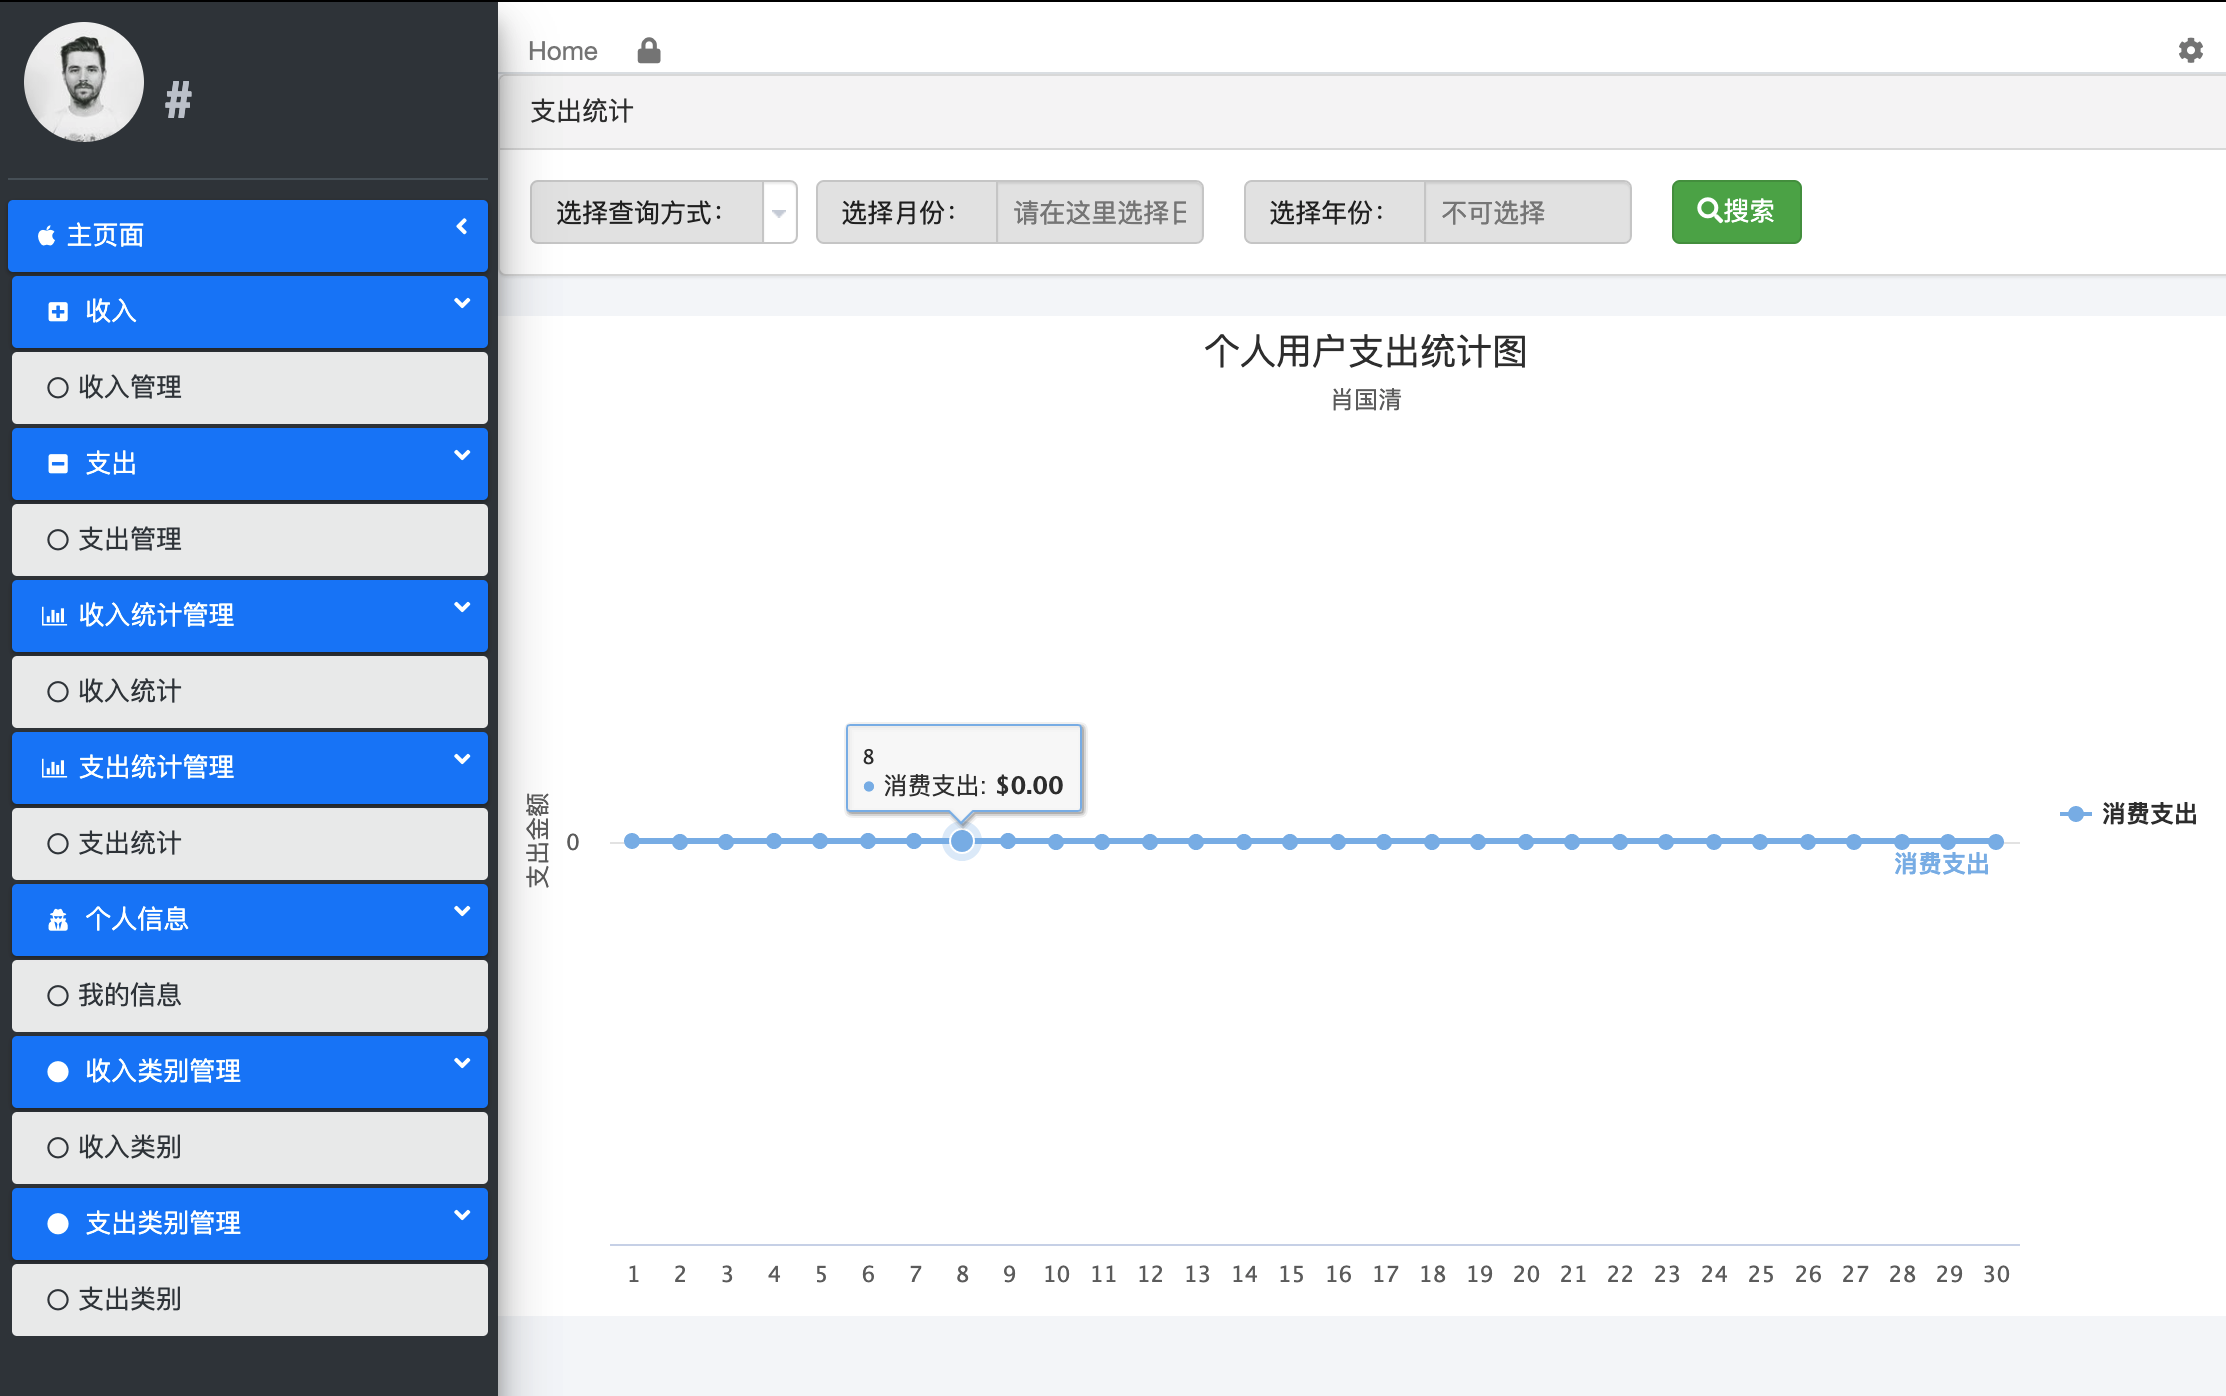 #
主页面
收入
收入管理
支出
支出管理
收入统计管理
收入统计
支出统计管理
支出统计
个人信息
我的信息
收入类别管理
收入类别
支出类别管理
支出类别
Home
支出统计
选择查询方式：
选择月份：
请在这里选择日
选择年份：
不可选择
搜索
个人用户支出统计图
肖国清
支出金额
0
8
消费支出: $0.00
消费支出
消费支出
1 2 3 4 5 6 7 8 9 10 11 12 13 14 15 16 17 18 19 20 21 22 23 24 25 26 27 28 29 30